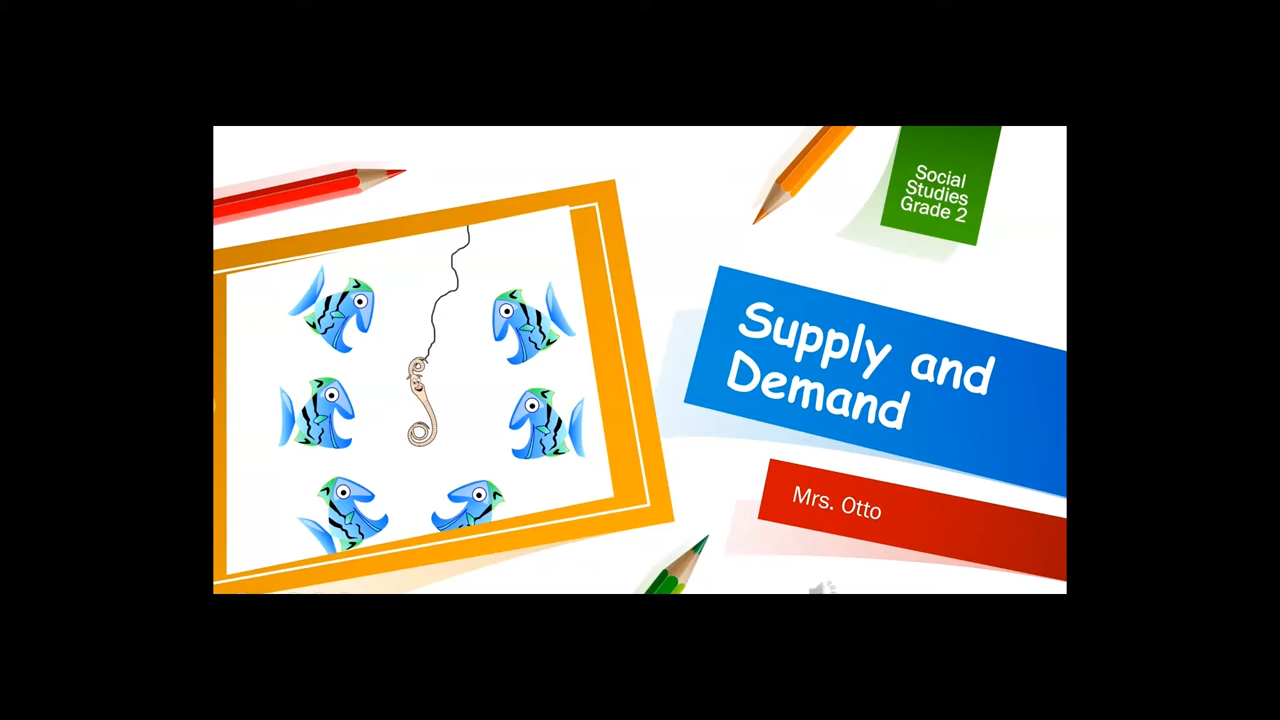 Social
Studies
Grade 2
Supply and
Demand
Mrs. Otto